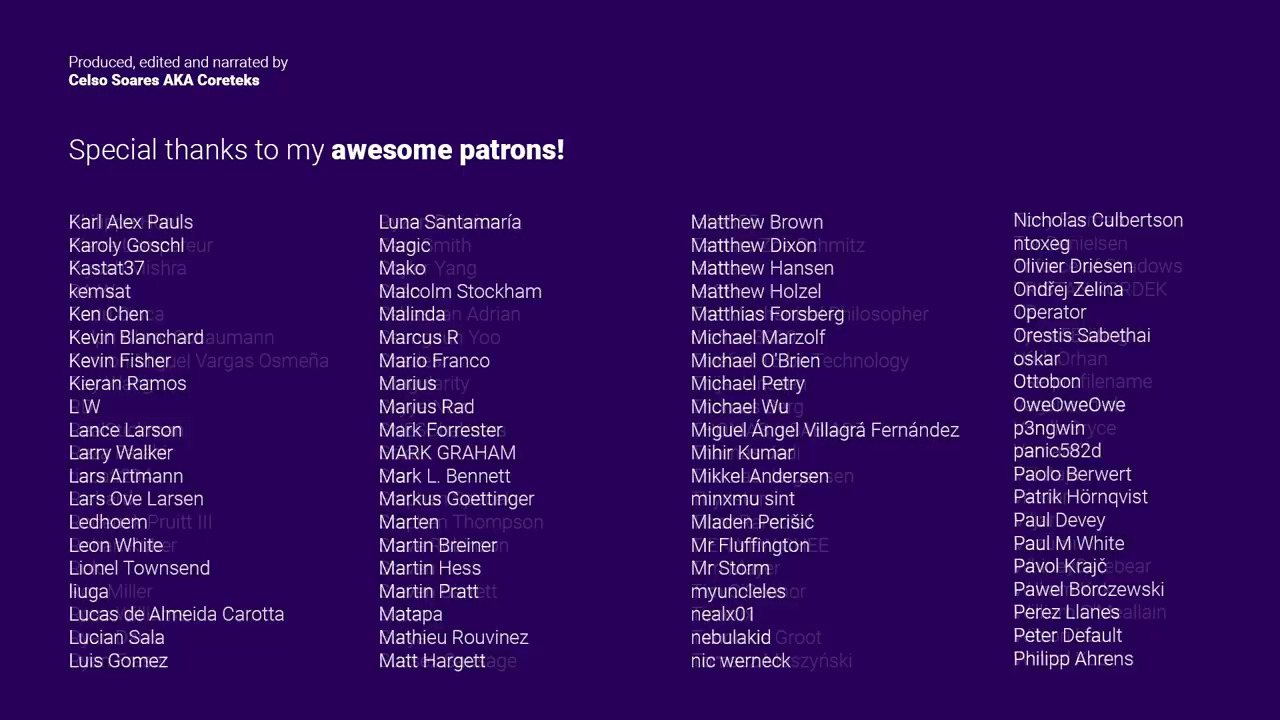 Produced, edited and narrated by
Celso Soares AKA Coreteks
Special thanks to my awesome patrons!
Karl Alex Pauls
Karoly Goschl
Kastat37
kemsat
Ken Chen
Kevin Blanchard
Kevin Fisher
Kieran Ramos
L W
Lance Larson
Larry Walker
Lars Attmann
Lars Ove Larsen
Ledhoem
Leon White
Lionel Townsend
liuga
Lucas de Almeida Carotta
Lucian Sala
Luis Gomez
Luna Santamaría
Magic
Mako
Malcolm Stockham
Malinda
Marcus R
Mario Franco
Marius
Marius Rad
Mark Forrester
MARK GRAHAM
Mark L. Bennett
Markus Goettinger
Marten
Martin Breiner
Martin Hess
Martin Pratt
Matapa
Mathieu Rouvinez
Matt Hargett
Matthew Brown
Matthew Dixon
Matthew Hansen
Matthew Holzel
Matthias Forsberg
Michael Marzolf
Michael O'Brien
Michael Petry
Michael Wu
Miguel Ángel Villagrá Fernández
Mihir Kumar
Mikkel Andersen
minxmu sint
Mladen Perišić
Mr Fluffington
Mr Storm
myuncleles
nealx01
nebulakid
nic werneck
Nicholas Culbertson
ntoxeg
Olivier Driesen
Ondřej Zelina
Operator
Orestis Sabethai
oskar
Ottobon
OweOweOwe
p3ngwin
panic582d
Paolo Berwert
Patrik Hörnqvist
Paul Devey
Paul M White
Pavol Krajč
Pawel Borczewski
Perez Llanes
Peter Default
Philipp Ahrens